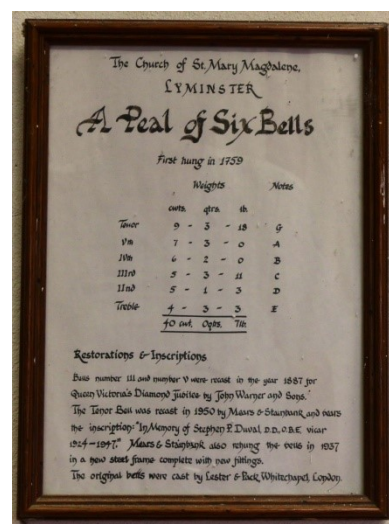 The Church of St. Mary Magdalene,
LYMINSTER
A Peal of Six Bells
First hung in 1759
Weights Notes
cwts. qtrs. lb.
Tenor 9 - 3 - 18 G
Vth 7 - 3 - 0 A
IVth 6 - 2 - 0 B
IIIrd 5 - 3 - 11 C
IInd 5 - 1 - 3 D
Treble 4 - 3 - 3 E
40 cwt. 0qtrs. 7lb.
Restorations & Inscriptions
Bells number III and number V were recast in the year 1887 for
Queen Victoria's Diamond Jubilee by John Warner and Sons.
The Tenor Bell was recast in 1950 by Mears & Stainbank and bears
the inscription: "In Memory of Stephen P. Duval D.D. O.B.E. vicar
1924-1947." Mears & Stainbank also rehung the bells in 1937
in a new steel frame complete with new fittings.
The original bells were cast by Lester & Pack, Whitechapel, London.